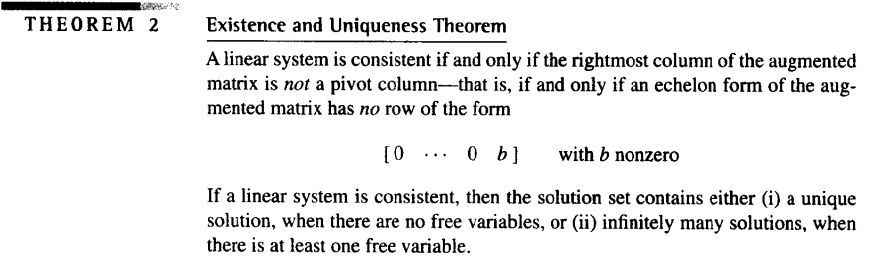 THEOREM 2 Existence and Uniqueness Theorem
A linear system is consistent if and only if the rightmost column of the augmented
matrix is not a pivot column—that is, if and only if an echelon form of the aug-
mented matrix has no row of the form
[ 0 ··· 0 b ] with b nonzero
If a linear system is consistent, then the solution set contains either (i) a unique
solution, when there are no free variables, or (ii) infinitely many solutions, when
there is at least one free variable.